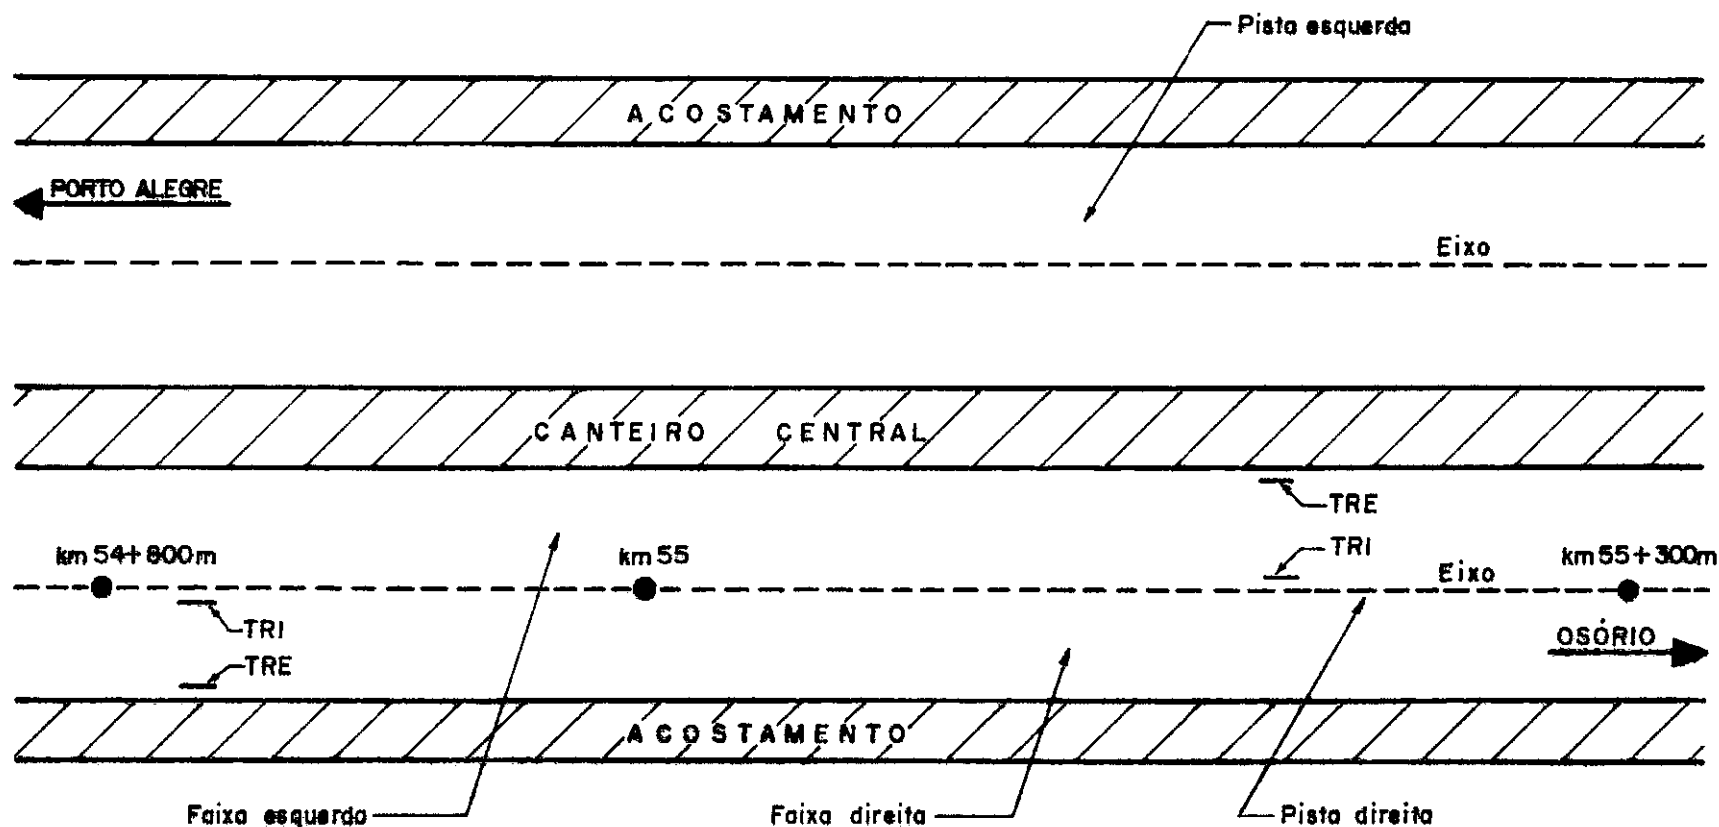 Pista esquerda
ACOSTAMENTO
PORTO ALEGRE
Eixo
CANTEIRO CENTRAL
TRE
km 54+800m
km 55
TRI
Eixo
km 55+300m
TRI
OSÓRIO
TRE
ACOSTAMENTO
Faixa esquerda
Faixa direita
Pista direita